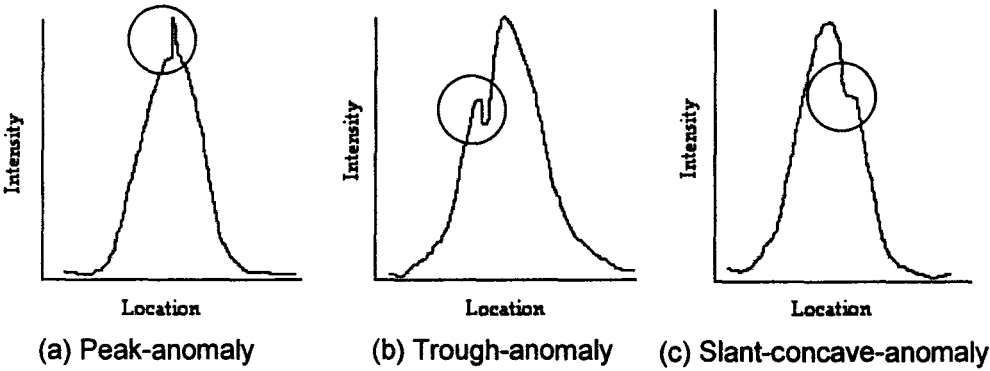 Intensity
Location
(a) Peak-anomaly
Intensity
Location
(b) Trough-anomaly
Intensity
Location
(c) Slant-concave-anomaly